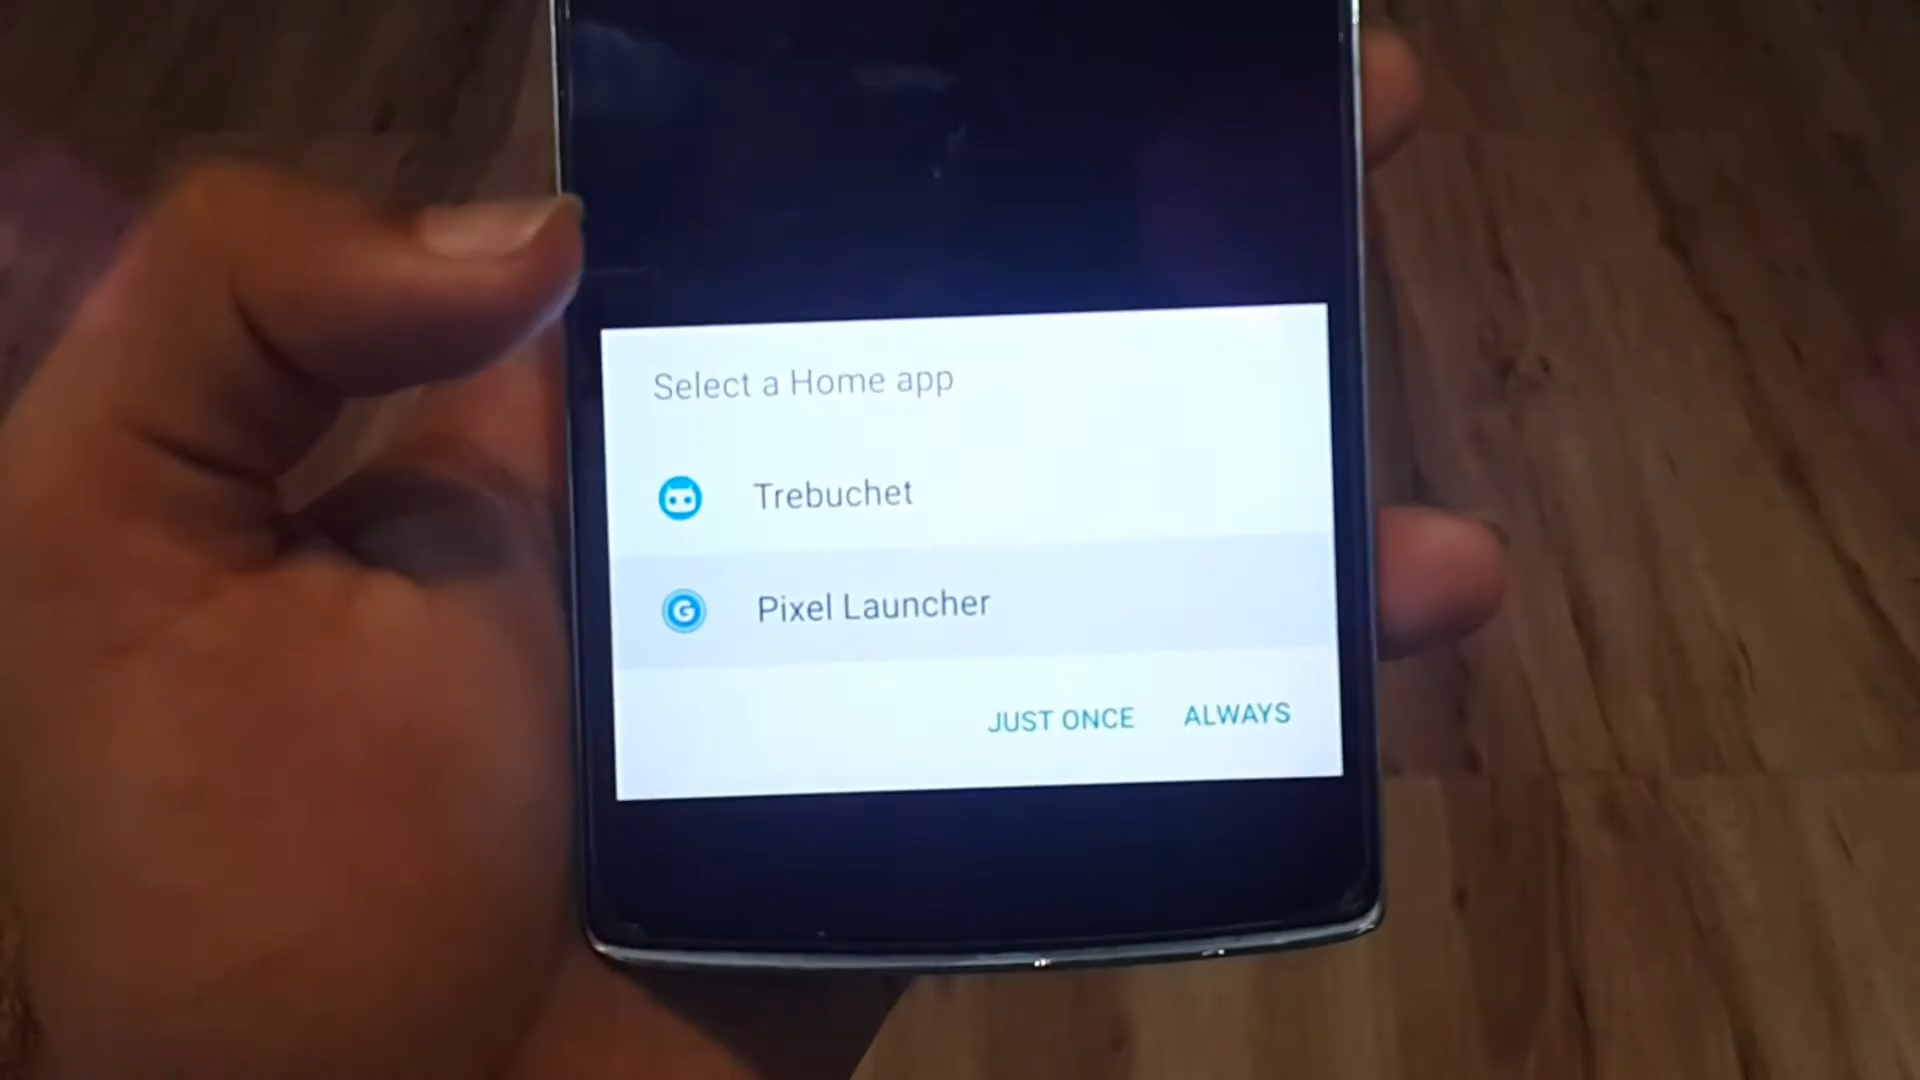 Select a Home app
Trebuchet
G
Pixel Launcher
JUST ONCE ALWAYS